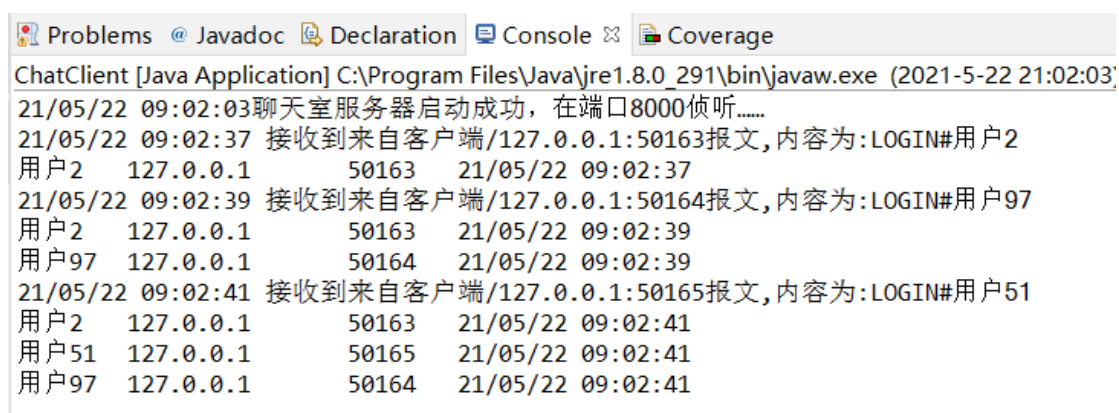 Problems @ Javadoc Declaration Console Coverage
ChatClient [Java Application] C:\Program Files\Java\jre1.8.0_291\bin\javaw.exe (2021-5-22 21:02:03)
21/05/22 09:02:03聊天室服务器启动成功，在端口8000侦听……
21/05/22 09:02:37 接收到来自客户端/127.0.0.1:50163报文,内容为:LOGIN#用户2
用户2 127.0.0.1 50163 21/05/22 09:02:37
21/05/22 09:02:39 接收到来自客户端/127.0.0.1:50164报文,内容为:LOGIN#用户97
用户2 127.0.0.1 50163 21/05/22 09:02:39
用户97 127.0.0.1 50164 21/05/22 09:02:39
21/05/22 09:02:41 接收到来自客户端/127.0.0.1:50165报文,内容为:LOGIN#用户51
用户2 127.0.0.1 50163 21/05/22 09:02:41
用户51 127.0.0.1 50165 21/05/22 09:02:41
用户97 127.0.0.1 50164 21/05/22 09:02:41